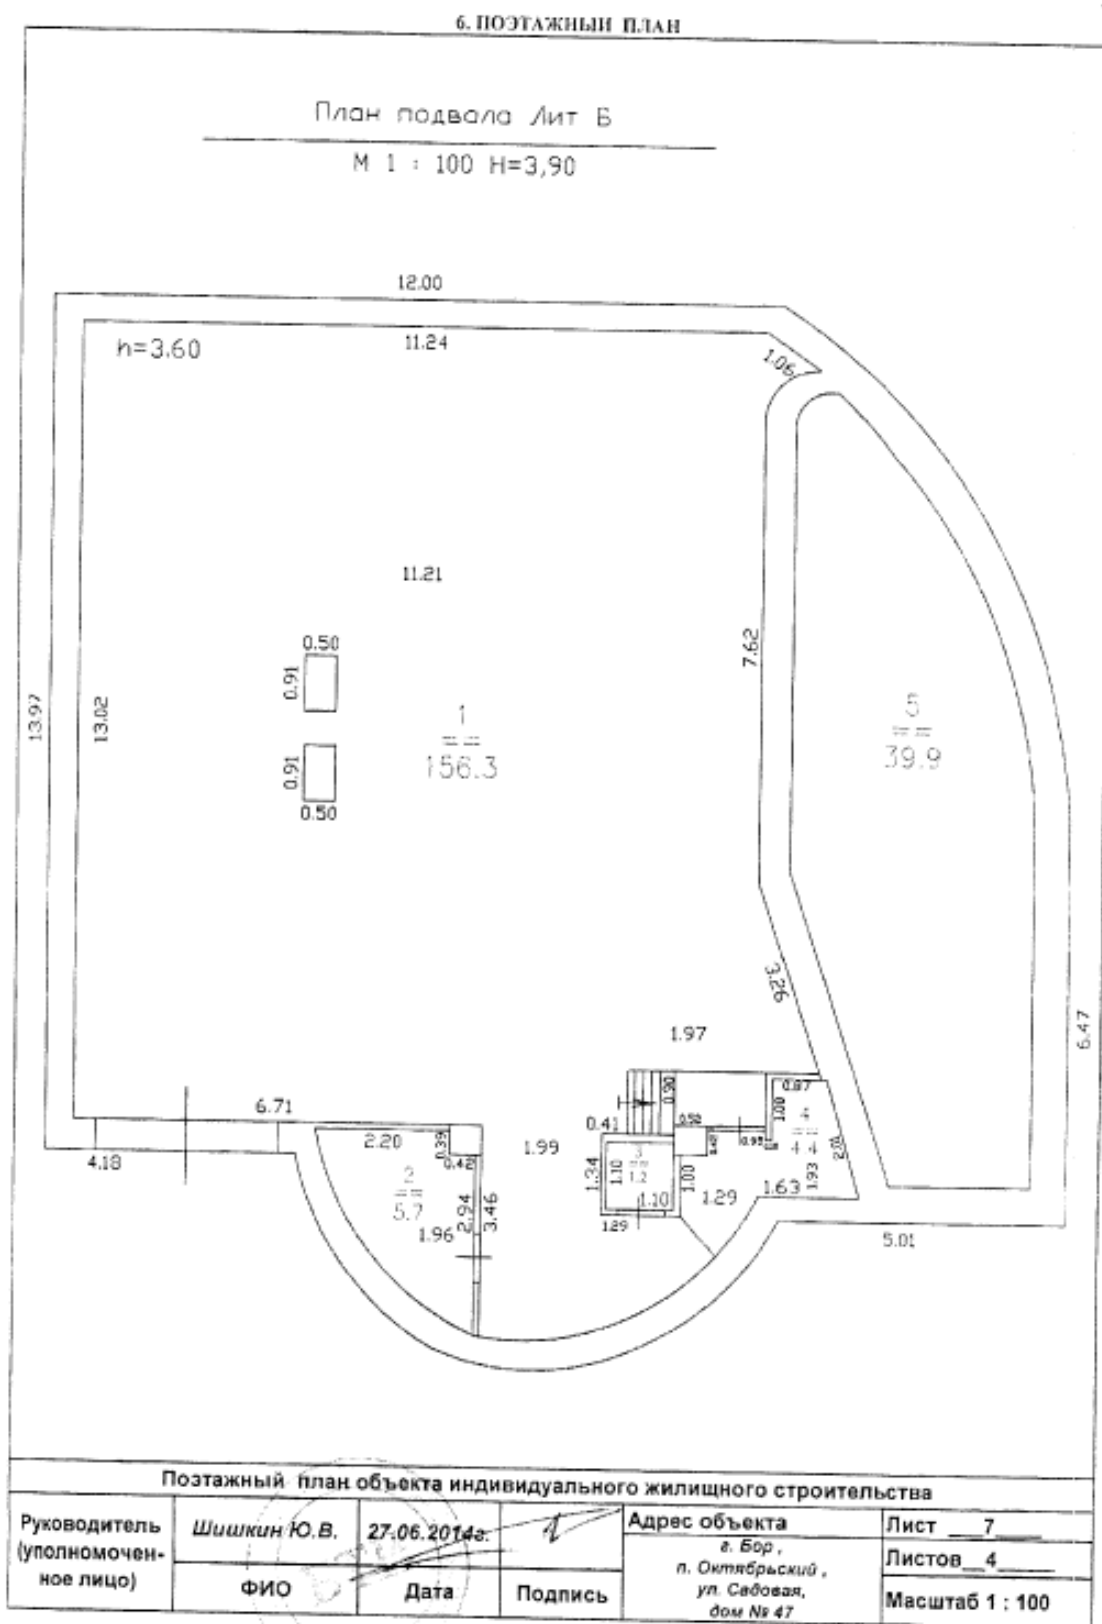 6. ПОЭТАЖНЫЙ ПЛАН
План подвала Лит Б
М 1 : 100 Н=3,90
12.00
h=3.60
11.24
1.06
11.21
0.50
0.91
7.62
13.97
13.02
1
156.3
5
39.9
0.91
0.50
3.26
1.97
6.47
0.90
0.87
6.71
0.41
0.50
1.00
4
4.4
2.20
0.39
0.42
1.99
0.95
2.03
4.18
2
5.7
1.34
1.10
3
1.2
1.00
1.93
2.94
3.46
1.10
1.29
1.63
1.96
1.29
5.01
Поэтажный план объекта индивидуального жилищного строительства
Руководитель
(уполномочен-
ное лицо)
Шишкин Ю.В.
27.06.2014г.
ФИО
Дата
Подпись
Адрес объекта
г. Бор ,
п. Октябрьский ,
ул. Садовая,
дом № 47
Лист 7
Листов 4
Масштаб 1 : 100